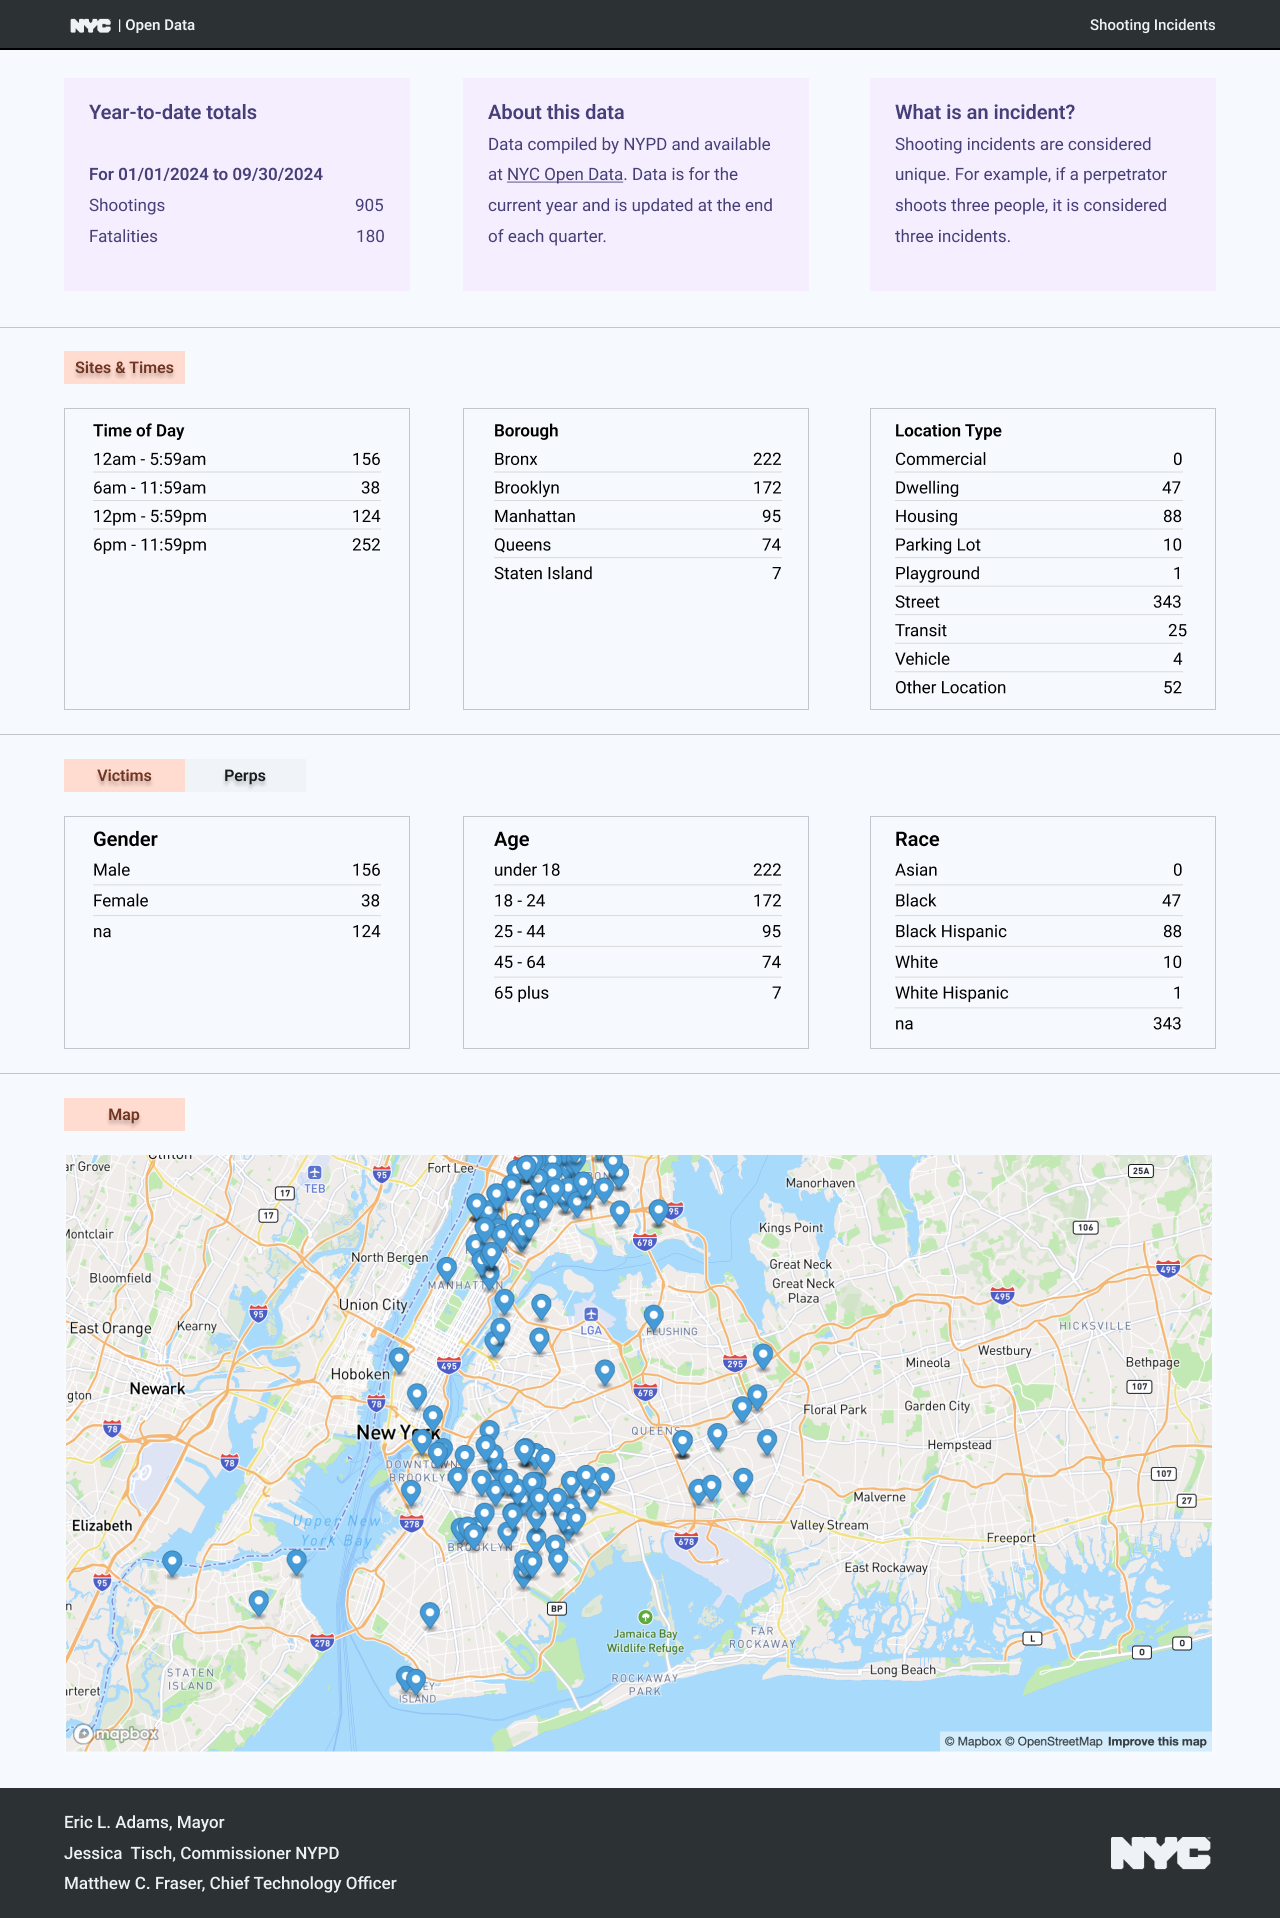 NYC | Open Data
Shooting Incidents
Year-to-date totals
For 01/01/2024 to 09/30/2024
Shootings 905
Fatalities 180
About this data
Data compiled by NYPD and available
at NYC Open Data. Data is for the
current year and is updated at the end
of each quarter.
What is an incident?
Shooting incidents are considered
unique. For example, if a perpetrator
shoots three people, it is considered
three incidents.
Sites & Times
Time of Day
12am - 5:59am 156
6am - 11:59am 38
12pm - 5:59pm 124
6pm - 11:59pm 252
Borough
Bronx 222
Brooklyn 172
Manhattan 95
Queens 74
Staten Island 7
Location Type
Commercial 0
Dwelling 47
Housing 88
Parking Lot 10
Playground 1
Street 343
Transit 25
Vehicle 4
Other Location 52
Victims
Perps
Gender
Male 156
Female 38
na 124
Age
under 18 222
18 - 24 172
25 - 44 95
45 - 64 74
65 plus 7
Race
Asian 0
Black 47
Black Hispanic 88
White 10
White Hispanic 1
na 343
Map
Clifton
ar Grove
TEB
95
Fort Lee
25A
17
17
Manorhaven
95
Montclair
Kings Point
106
678
North Bergen
Great Neck
495
Bloomfield
MANHATTAN
Great Neck
Plaza
495
Union City
95
LGA
East Orange
Kearny
FLUSHING
HICKSVILLE
Westbury
Hoboken
495
295
Mineola
Bethpage
Newark
ngton
678
107
78
Floral Park
Garden City
78
New York
QUEENS
Hempstead
78
DOWNTOWN
BROOKLYN
107
Malverne
27
Elizabeth
Upper New
York Bay
278
Valley Stream
Freeport
BROOKLYN
678
East Rockaway
95
BP
Jamaica Bay
Wildlife Refuge
FAR
ROCKAWAY
278
L
O
O
STATEN
ISLAND
Long Beach
ROCKAWAY
PARK
ISLAND
arteret
mapbox
© Mapbox © OpenStreetMap Improve this map
Eric L. Adams, Mayor
Jessica  Tisch, Commissioner NYPD
Matthew C. Fraser, Chief Technology Officer
NYC